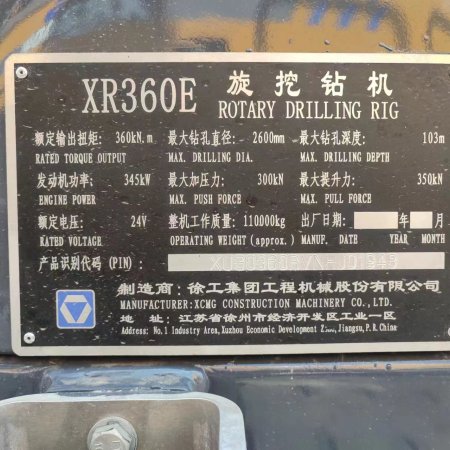 XR360E 旋挖钻机
ROTARY DRILLING RIG
额定输出扭矩: 360kN.m 最大钻孔直径: 2600mm 最大钻孔深度: 103m
RATED TORQUE OUTPUT MAX. DRILLING DIA. MAX. DRILLING DEPTH
发动机功率: 345kW 最大加压力: 300kN 最大提升力: 350kN
ENGINE POWER MAX. PUSH FORCE MAX. PULL FORCE
额定电压: 24V 整机工作质量: 110000kg 出厂日期: 年 月
RATED VOLTAGE OPERATING WEIGHT (approx.) MANU. DATE YEAR MONTH
产品识别代码 (PIN):
制造商: 徐工集团工程机械股份有限公司
MANUFACTURER: XCMG CONSTRUCTION MACHINERY CO., LTD.
地 址: 江苏省徐州市经济开发区工业一区
Address: No.1 Industry Area, Xuzhou Economic Development Zone, Jiangsu, P.R. China